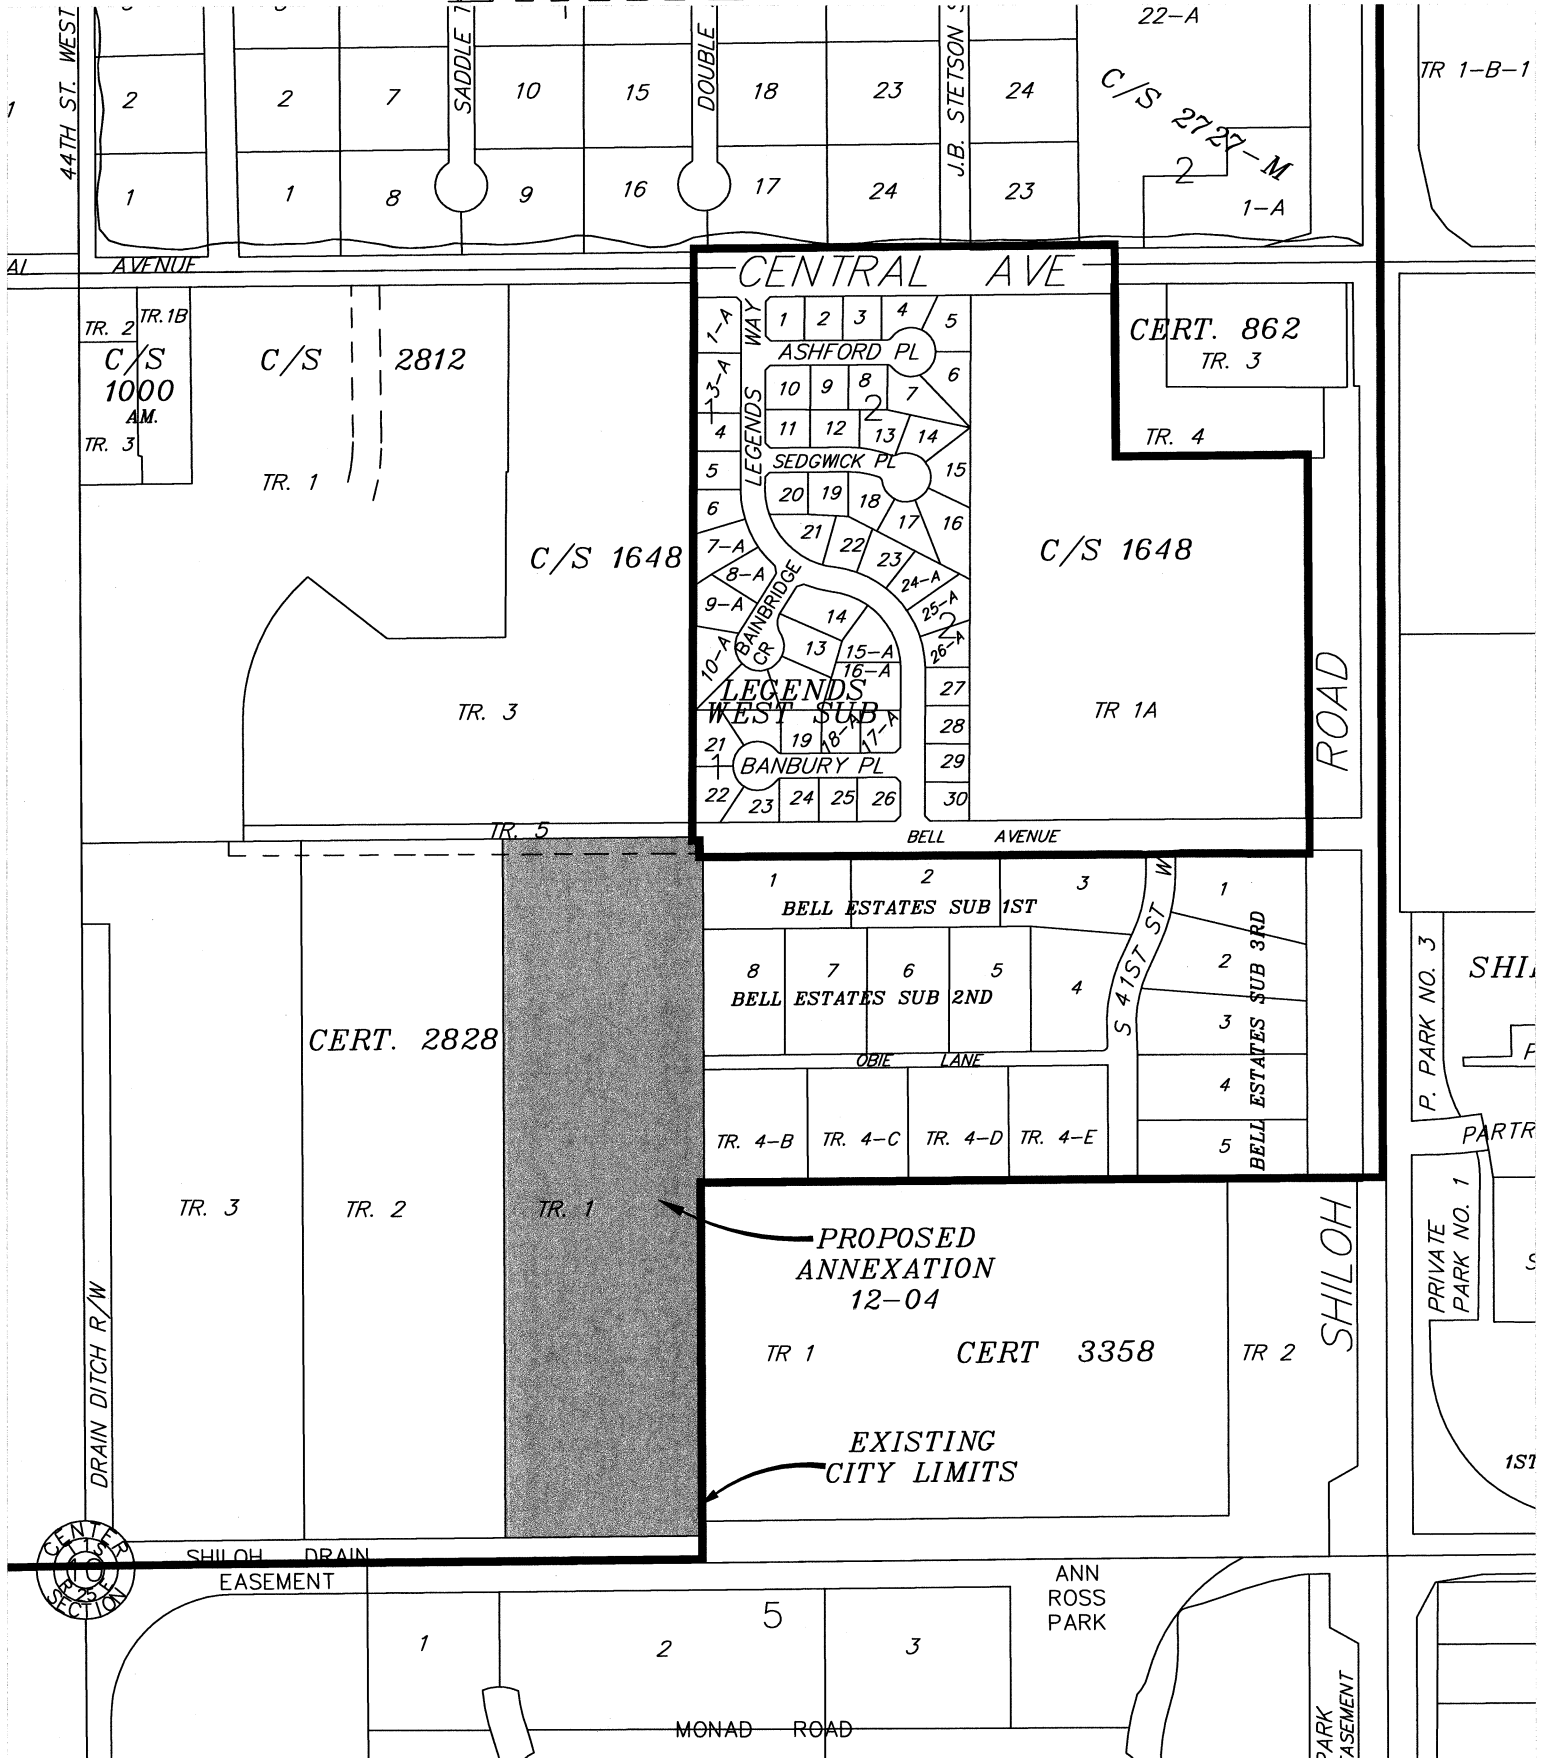 44TH ST. WEST
SADDLE
DOUBLE
J.B. STETSON
22-A
TR 1-B-1
1
2
2
7
10
15
18
23
24
C/S 2727-M
2
1
1
8
9
16
17
24
23
1-A
AL
AVENUE
CENTRAL AVE
TR. 2
TR.1B
C/S
1000
AM.
TR. 3
C/S 2812
TR. 1
C/S 1648
TR. 3
TR. 5
LEGENDS WAY
1-A
3-A
1
4
5
6
7-A
8-A
9-A
10-A
1
2
3
4
5
ASHFORD PL
6
10
9
8
7
2
11
12
13
14
SEDGWICK PL
15
20
19
18
17
16
21
22
23
24-A
25-A
2
26-A
BAINBRIDGE
CR
14
13
15-A
16-A
LEGENDS
WEST SUB
27
28
29
30
21
19
18-A
17-A
1
BANBURY PL
22
23
24
25
26
CERT. 862
TR. 3
TR. 4
C/S 1648
TR 1A
ROAD
BELL AVENUE
1
2
3
BELL ESTATES SUB 1ST
S 41ST ST W
1
2
3
4
5
BELL ESTATES SUB 3RD
8
7
6
5
4
BELL ESTATES SUB 2ND
OBIE LANE
TR. 4-B
TR. 4-C
TR. 4-D
TR. 4-E
CERT. 2828
TR. 3
TR. 2
TR. 1
PROPOSED
ANNEXATION
12-04
TR 1
CERT 3358
TR 2
SHILOH
EXISTING
CITY LIMITS
P. PARK NO. 3
PARTR
PRIVATE
PARK NO. 1
1ST
DRAIN DITCH R/W
CENTER
T.1S.
10
R.25E.
SECTION
SHILOH DRAIN
EASEMENT
ANN
ROSS
PARK
5
1
2
3
MONAD ROAD
PARK